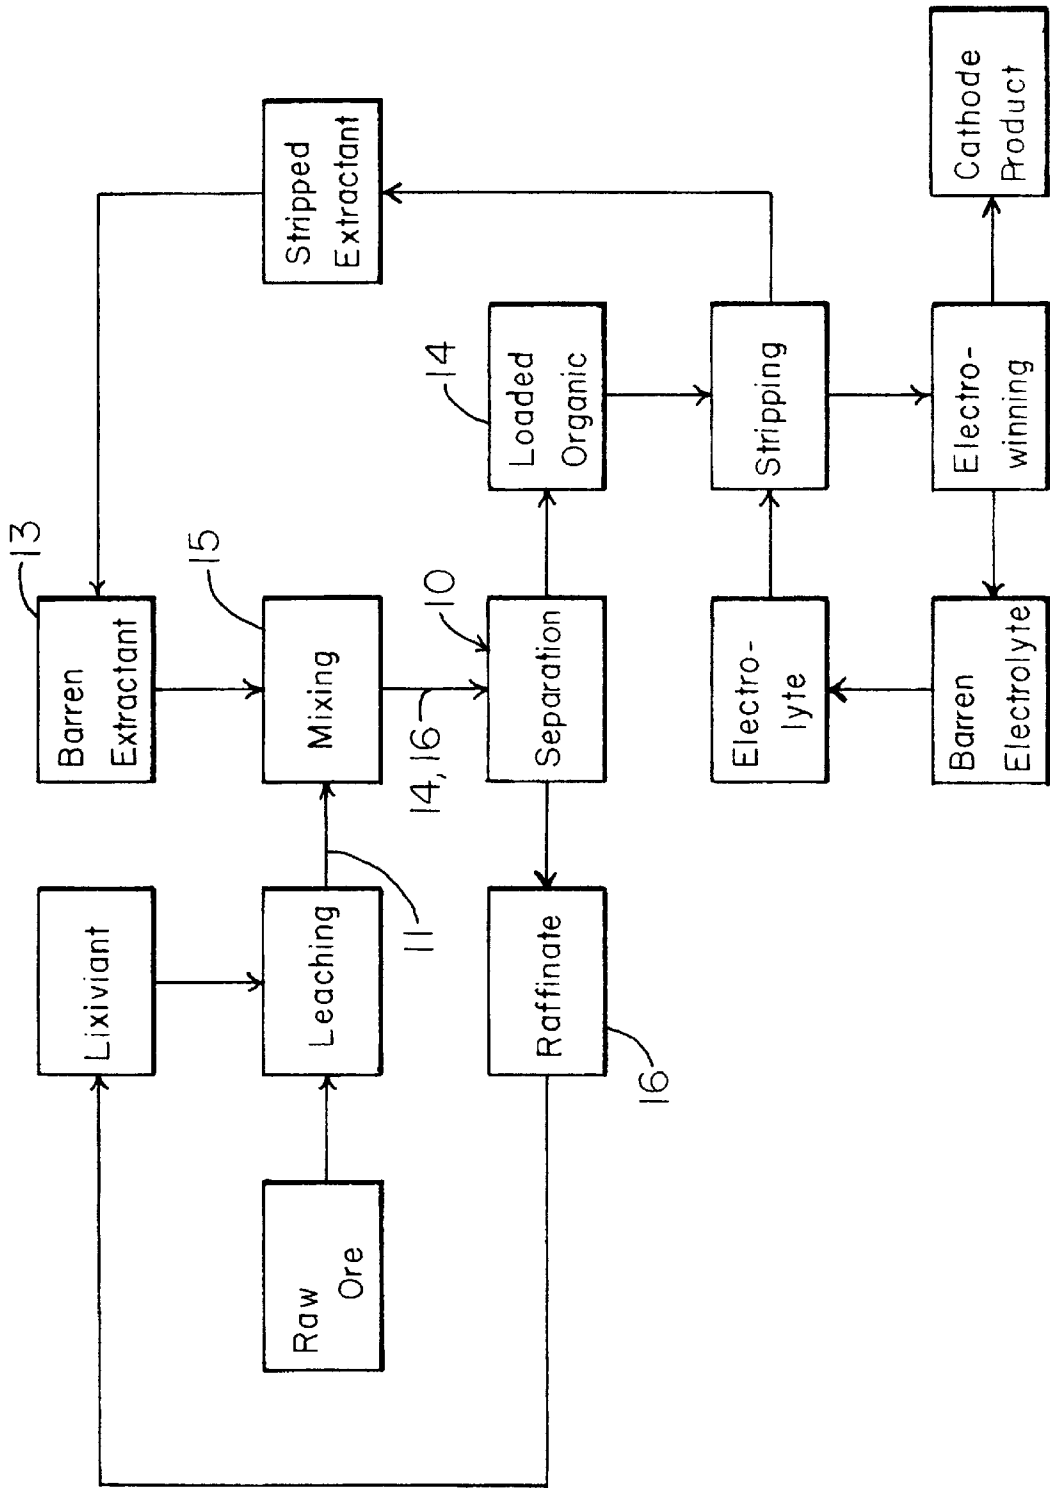 Lixiviant
Barren
Extractant
13
Stripped
Extractant
Raw
Ore
Leaching
11
Mixing
15
14,16
Raffinate
16
Separation
10
Loaded
Organic
14
Electro-
lyte
Stripping
Barren
Electrolyte
Electro-
winning
Cathode
Product